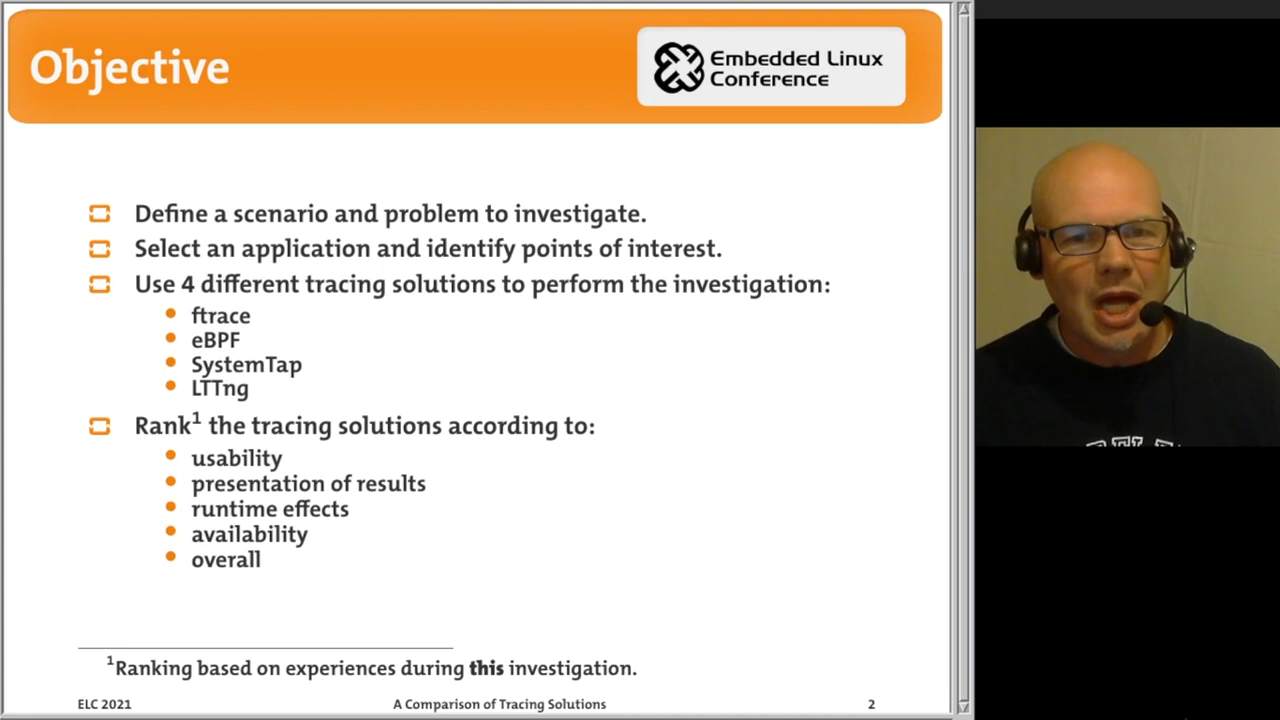 Objective
Embedded Linux
Conference
Define a scenario and problem to investigate.
Select an application and identify points of interest.
Use 4 different tracing solutions to perform the investigation:
ftrace
eBPF
SystemTap
LTTng
Rank¹ the tracing solutions according to:
usability
presentation of results
runtime effects
availability
overall
¹Ranking based on experiences during this investigation.
ELC 2021
A Comparison of Tracing Solutions
2